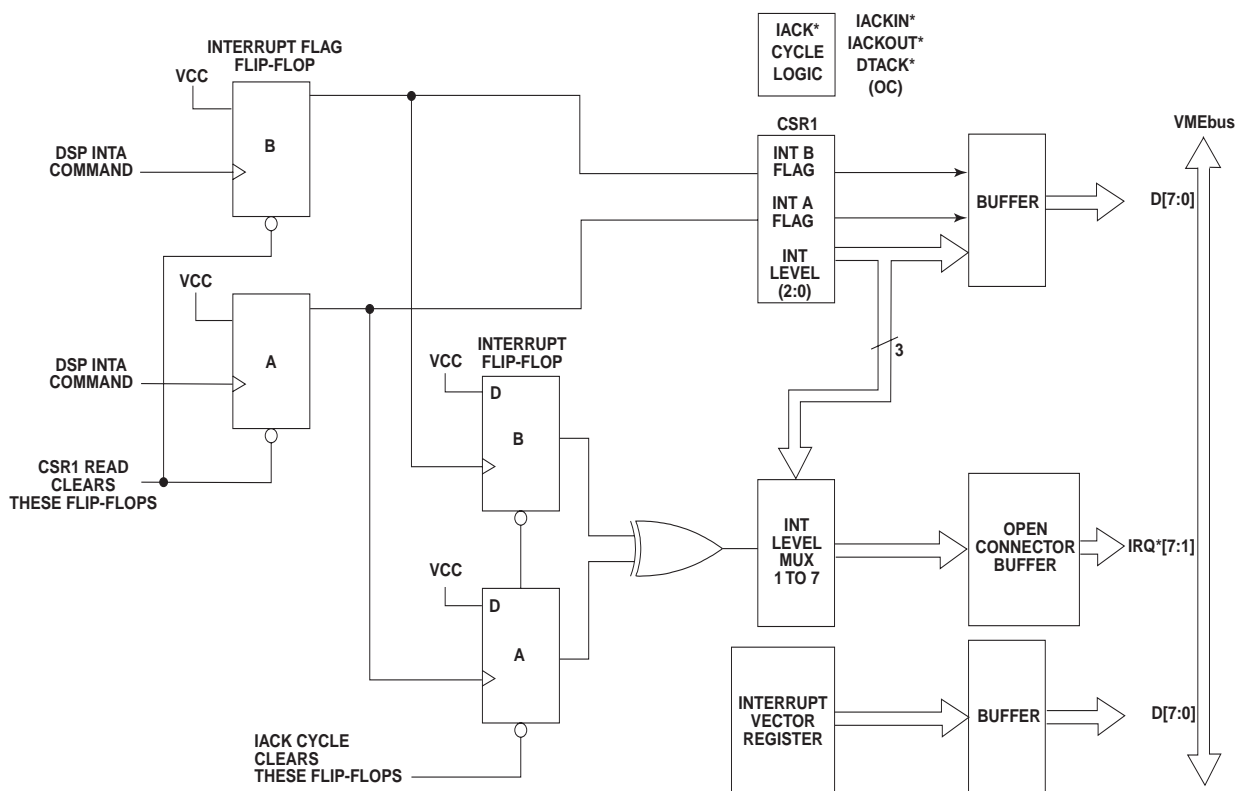 IACK*
CYCLE
LOGIC
IACKIN*
IACKOUT*
DTACK*
(OC)
INTERRUPT FLAG
FLIP-FLOP
VCC
B
DSP INTA
COMMAND
CSR1
INT B
FLAG
INT A
FLAG
INT
LEVEL
(2:0)
BUFFER
VMEbus
D[7:0]
VCC
A
DSP INTA
COMMAND
CSR1 READ
CLEARS
THESE FLIP-FLOPS
3
INTERRUPT
FLIP-FLOP
VCC
D
B
VCC
D
A
INT
LEVEL
MUX
1 TO 7
OPEN
CONNECTOR
BUFFER
IRQ*[7:1]
INTERRUPT
VECTOR
REGISTER
BUFFER
D[7:0]
IACK CYCLE
CLEARS
THESE FLIP-FLOPS